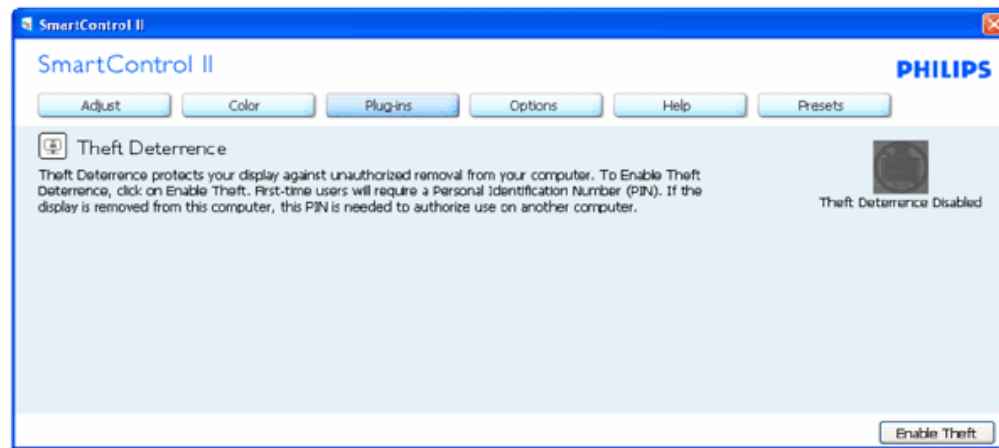 SmartControl II
SmartControl II
PHILIPS
Adjust Color Plug-ins Options Help Presets
Theft Deterrence
Theft Deterrence protects your display against unauthorized removal from your computer. To Enable Theft
Deterrence, click on Enable Theft. First-time users will require a Personal Identification Number (PIN). If the
display is removed from this computer, this PIN is needed to authorize use on another computer.
Theft Deterrence Disabled
Enable Theft